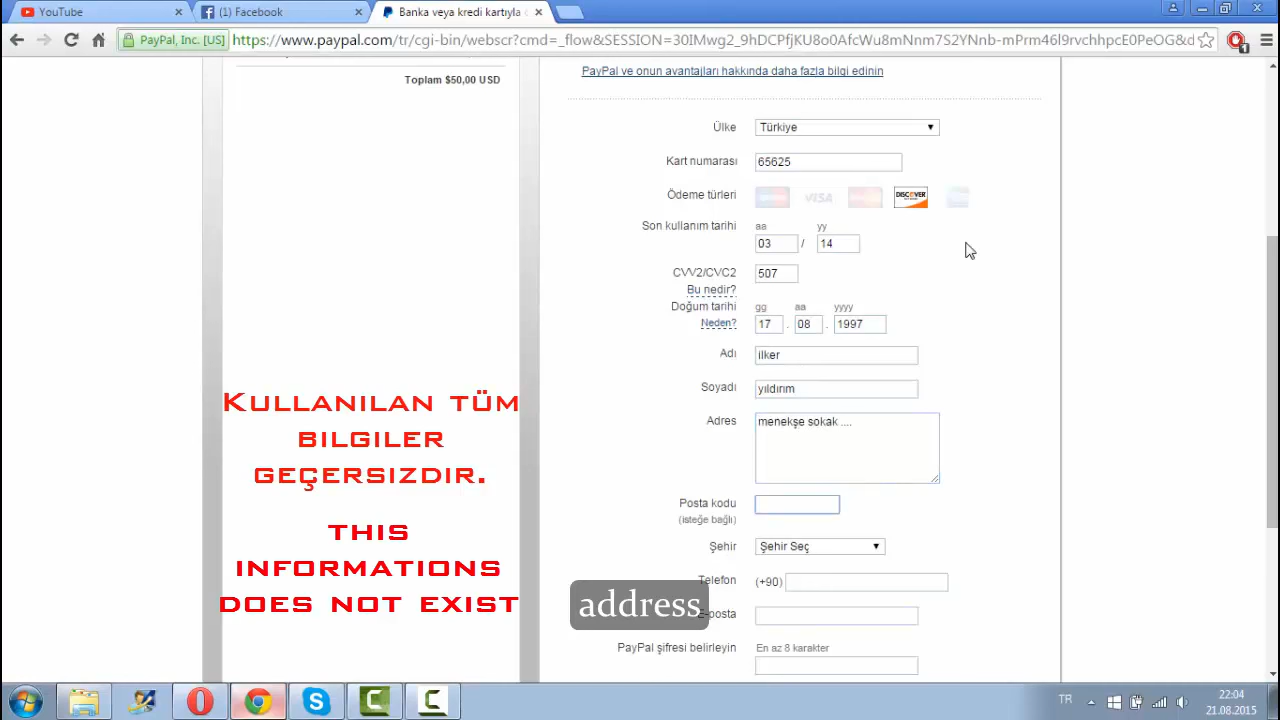 YouTube
(1) Facebook
Banka veya kredi kartıyla
PayPal, Inc. [US]
https://www.paypal.com/tr/cgi-bin/webscr?cmd=_flow&SESSION=30IMwg2_9hDCPfjKU8o0AfcWu8mNnm7S2YNnb-mPrm46l9rvchhpcE0PeOG&d
1
Toplam $50,00 USD
PayPal ve onun avantajları hakkında daha fazla bilgi edinin
Ülke Türkiye
Kart numarası 65625
Ödeme türleri VISA DISCOVER
Son kullanım tarihi aa yy
03 / 14
CVV2/CVC2 507
Bu nedir?
Doğum tarihi gg aa yyyy
Neden? 17 . 08 . 1997
Adı ilker
Soyadı yıldırım
Adres menekşe sokak ....
Posta kodu
(isteğe bağlı)
Şehir Şehir Seç
Telefon (+90)
E-posta
PayPal şifresi belirleyin En az 8 karakter
KULLANILAN TÜM
BILGILER
GEÇERSIZDIR.
THIS
INFORMATIONS
DOES NOT EXIST
address
TR
22:04
21.08.2015